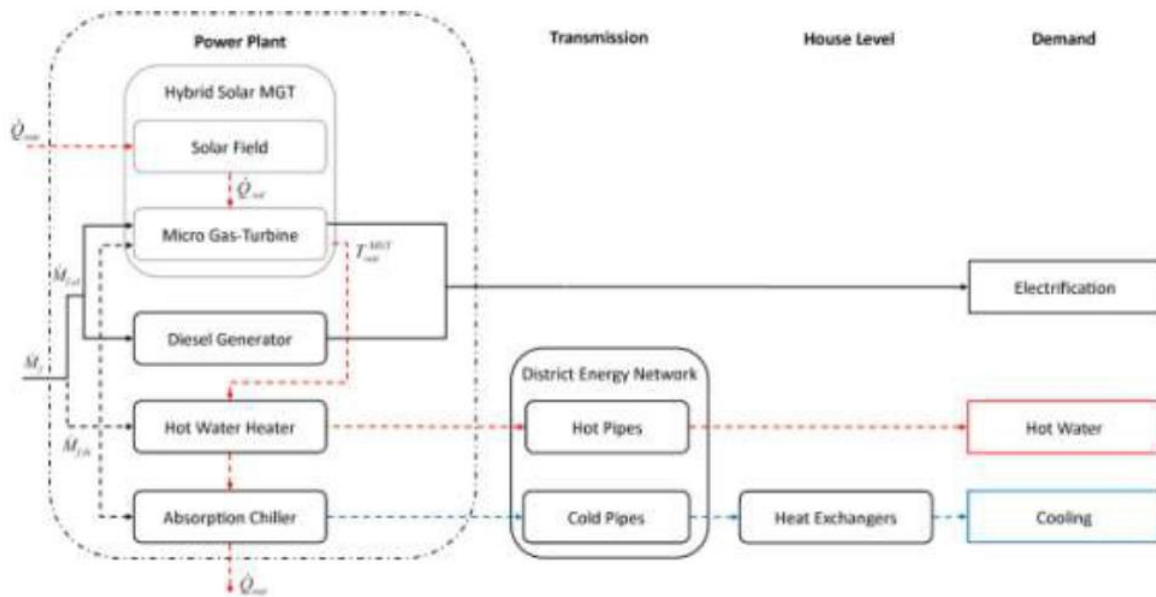 Power Plant
Transmission
House Level
Demand
Hybrid Solar MGT
Solar Field
Micro Gas-Turbine
Electrification
Diesel Generator
District Energy Network
Hot Water Heater
Hot Pipes
Hot Water
Absorption Chiller
Cold Pipes
Heat Exchangers
Cooling